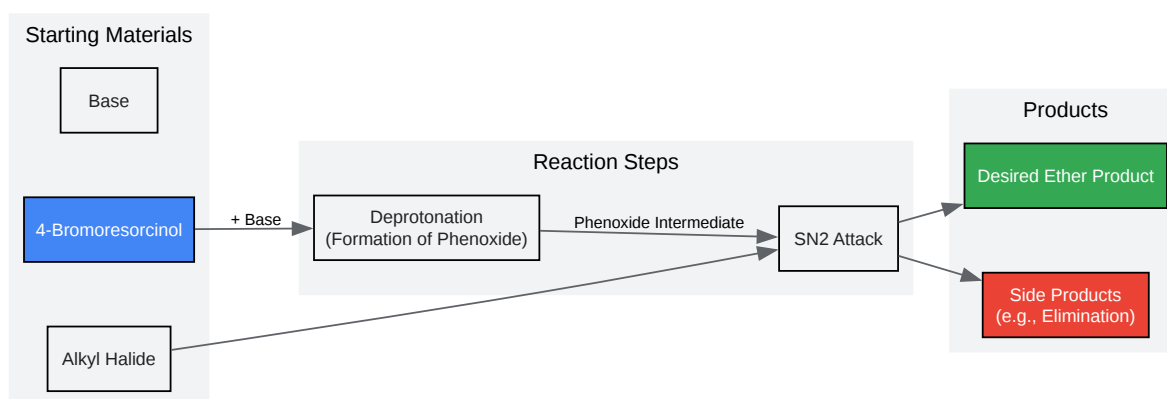 Starting Materials
Base
4-Bromoresorcinol
Alkyl Halide
+ Base
Reaction Steps
Deprotonation
(Formation of Phenoxide)
Phenoxide Intermediate
SN2 Attack
Products
Desired Ether Product
Side Products
(e.g., Elimination)